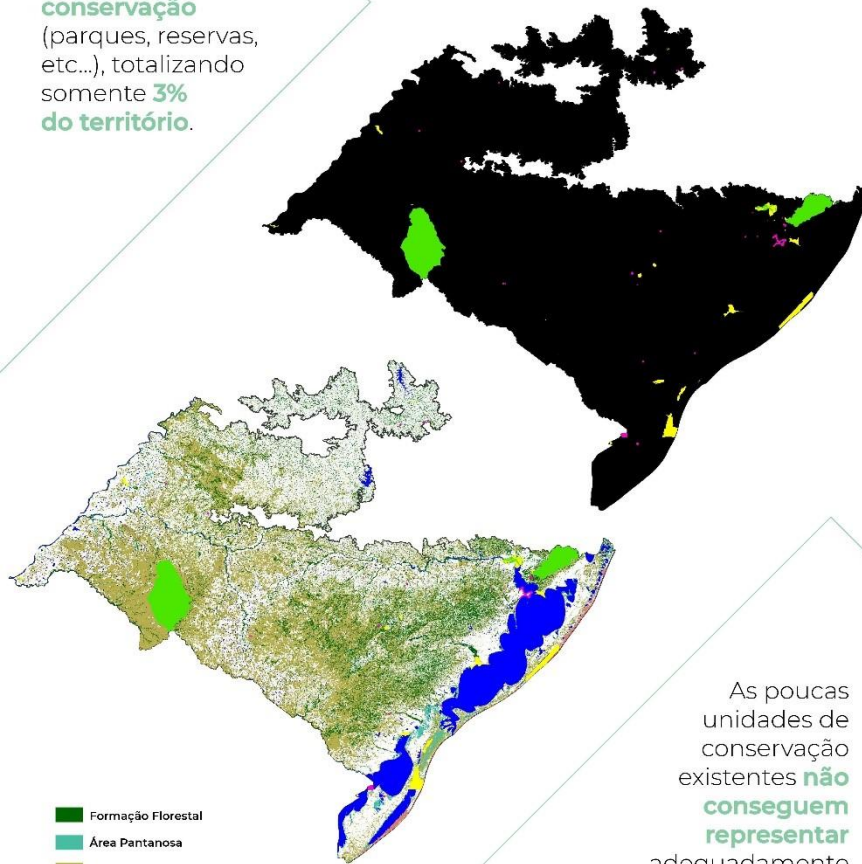 conservação
(parques, reservas,
etc...), totalizando
somente 3%
do território.
Formação Florestal
Área Pantanosa
As poucas
unidades de
conservação
existentes não
conseguem
representar
adequadamente